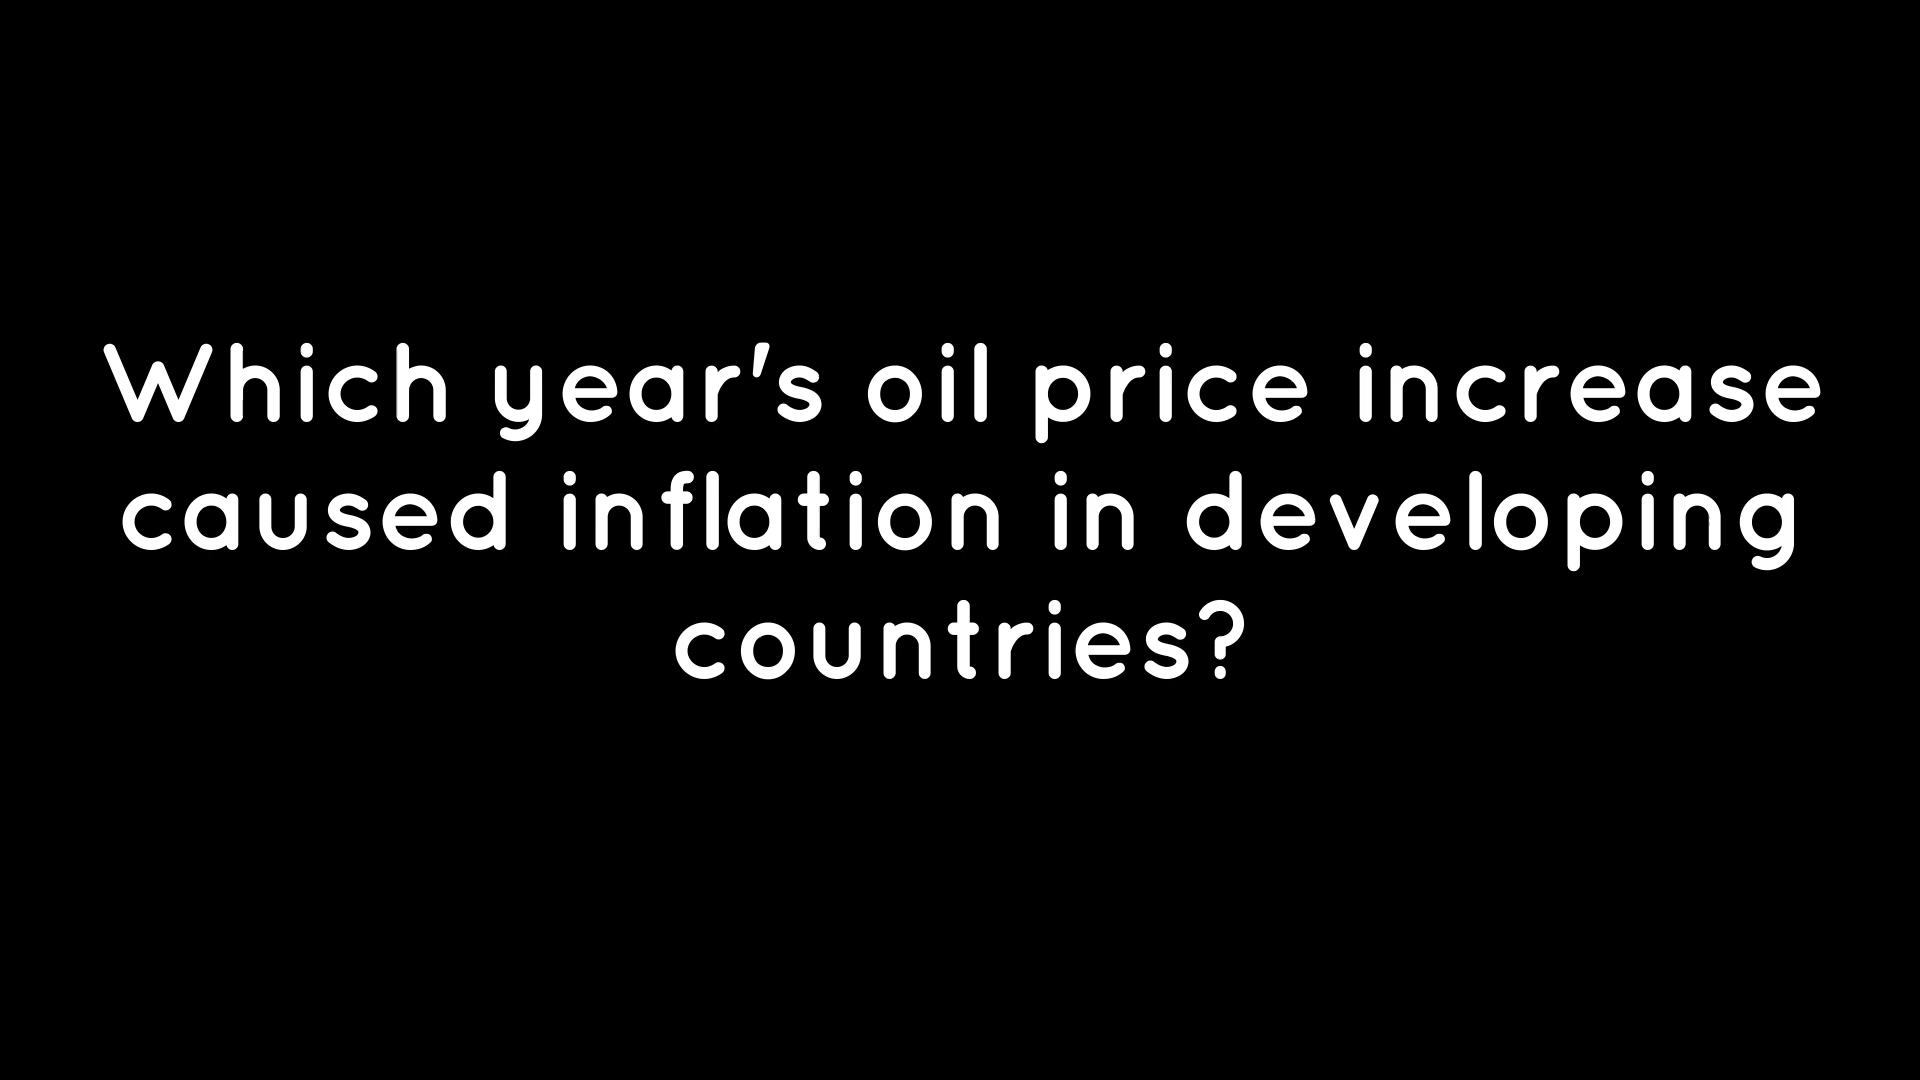 Which year's oil price increase
caused inflation in developing
countries?